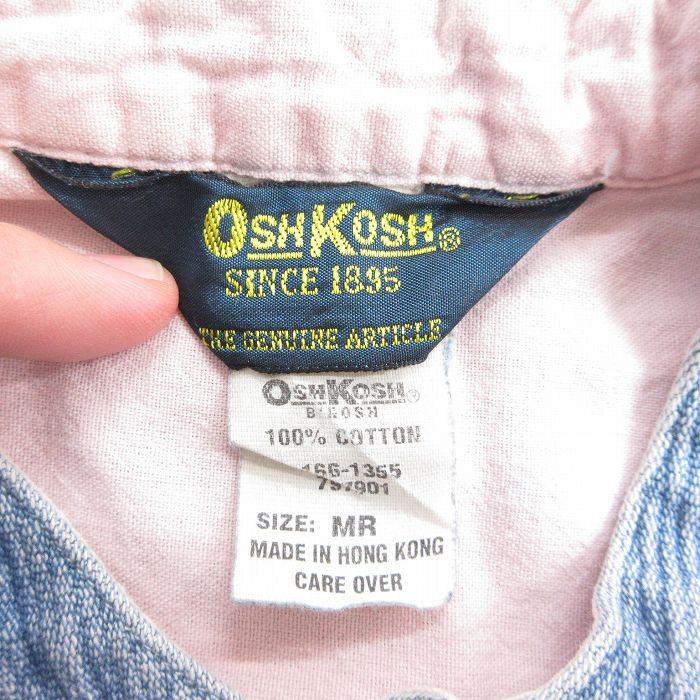 OSHKOSH®
SINCE 1895
THE GENUINE ARTICLE
OSHKOSH®
B'GOSH
100% COTTON
166-1355
797901
SIZE: MR
MADE IN HONG KONG
CARE OVER